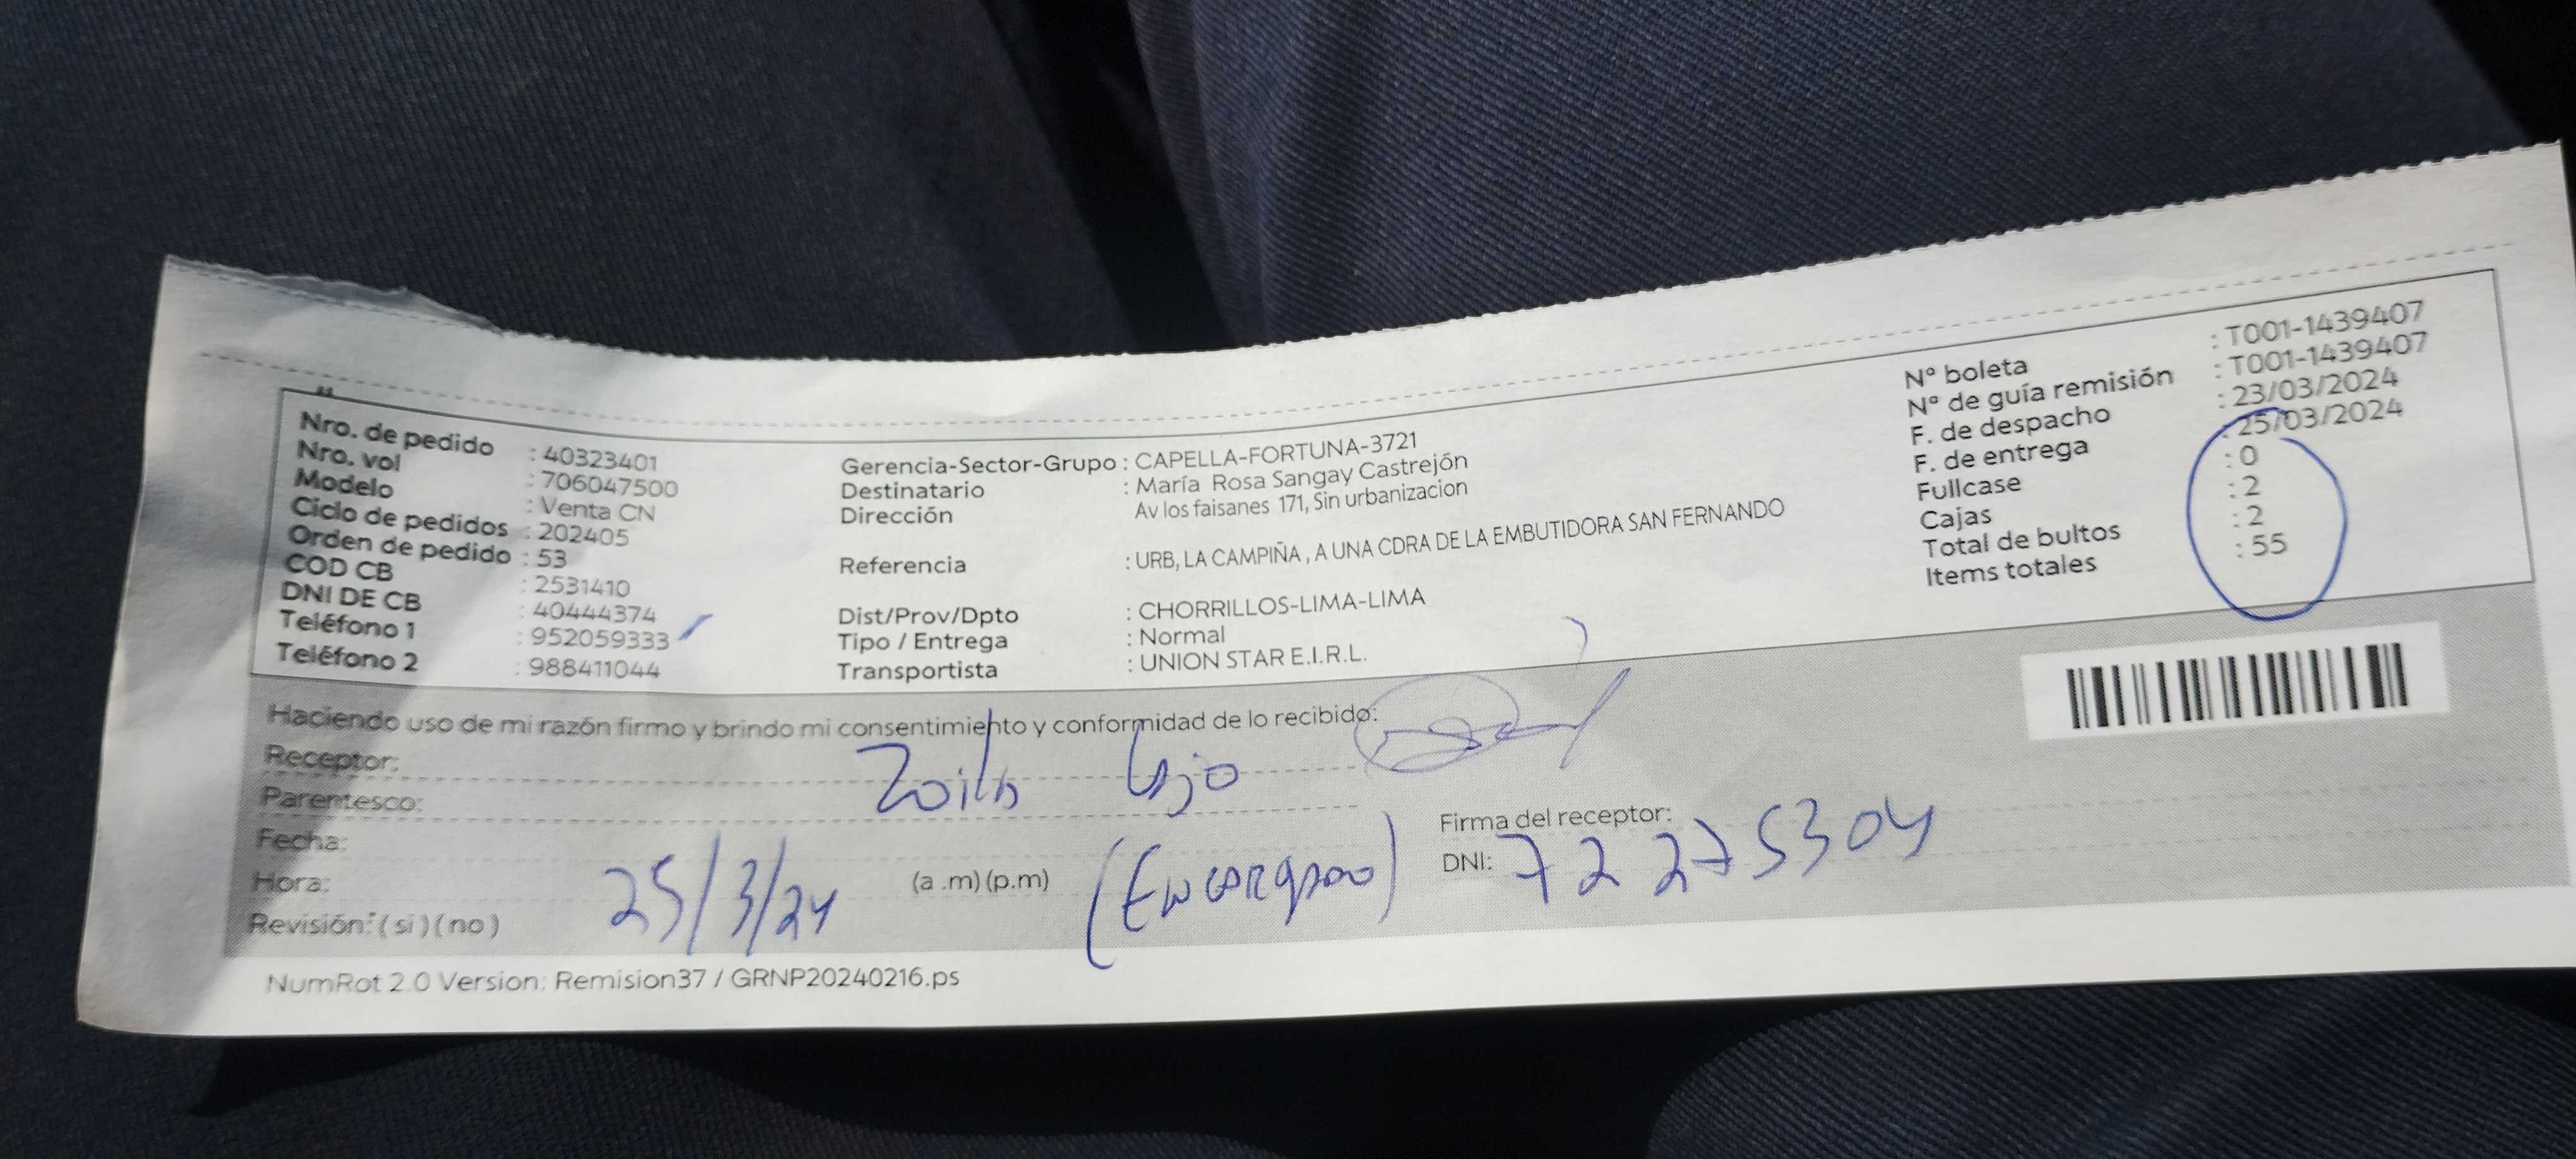 Nro. de pedido : 40323401
Nro. vol : 706047500
Modelo : Venta CN
Ciclo de pedidos : 202405
Orden de pedido : 53
COD CB : 2531410
DNI DE CB : 40444374
Teléfono 1 : 952059333
Teléfono 2 : 988411044
Gerencia-Sector-Grupo : CAPELLA-FORTUNA-3721
Destinatario : María Rosa Sangay Castrejón
Dirección Av los faisanes 171, Sin urbanizacion
Referencia : URB, LA CAMPIÑA , A UNA CDRA DE LA EMBUTIDORA SAN FERNANDO
Dist/Prov/Dpto : CHORRILLOS-LIMA-LIMA
Tipo / Entrega : Normal
Transportista : UNION STAR E.I.R.L.
N° boleta : T001-1439407
N° de guía remisión : T001-1439407
F. de despacho : 23/03/2024
F. de entrega : 25/03/2024
Fullcase : 0
Cajas : 2
Total de bultos : 2
Items totales : 55
Haciendo uso de mi razón firmo y brindo mi consentimiento y conformidad de lo recibido:
Receptor: Zoila
Parentesco:
Fecha: 25/3/24
Hora: (a .m) (p.m) (Encargado)
Revisión: (si) (no)
Firma del receptor:
DNI: 72275304
NumRot 2.0 Version: Remision37 / GRNP20240216.ps